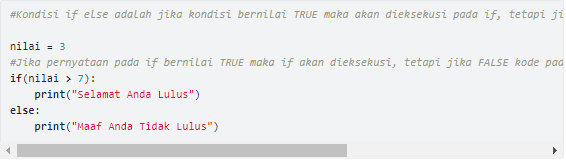 #Kondisi if else adalah jika kondisi bernilai TRUE maka akan dieksekusi pada if, tetapi
nilai = 3
#Jika pernyataan pada if bernilai TRUE maka if akan dieksekusi, tetapi jika FALSE kode
if(nilai > 7):
    print("Selamat Anda Lulus")
else:
    print("Maaf Anda Tidak Lulus")